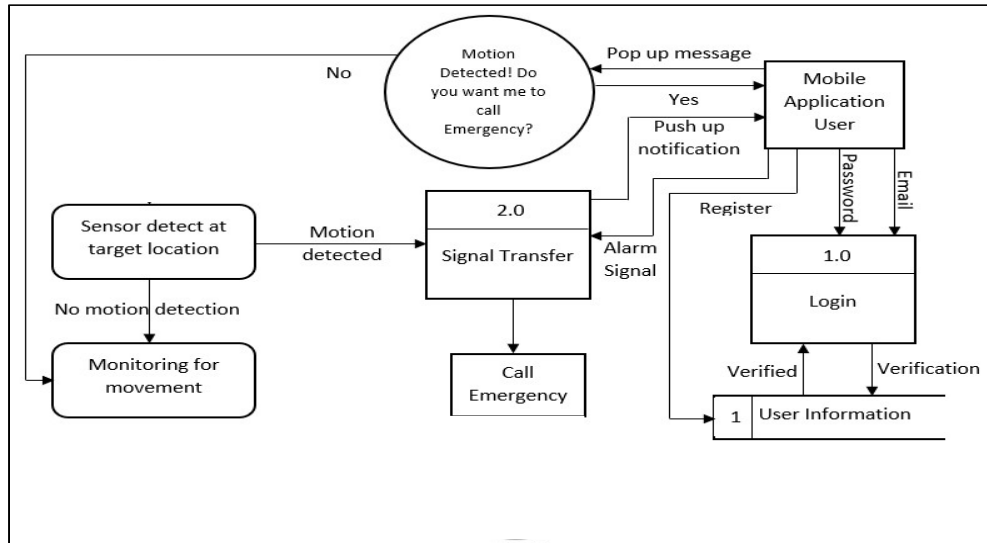 Motion
Detected! Do
you want me to
call
Emergency?
No
Pop up message
Yes
Mobile
Application
User
Push up
notification
Password
Email
Register
Sensor detect at
target location
Motion
detected
2.0
Signal Transfer
Alarm
Signal
1.0
Login
No motion detection
Monitoring for
movement
Call
Emergency
Verified
Verification
1
User Information